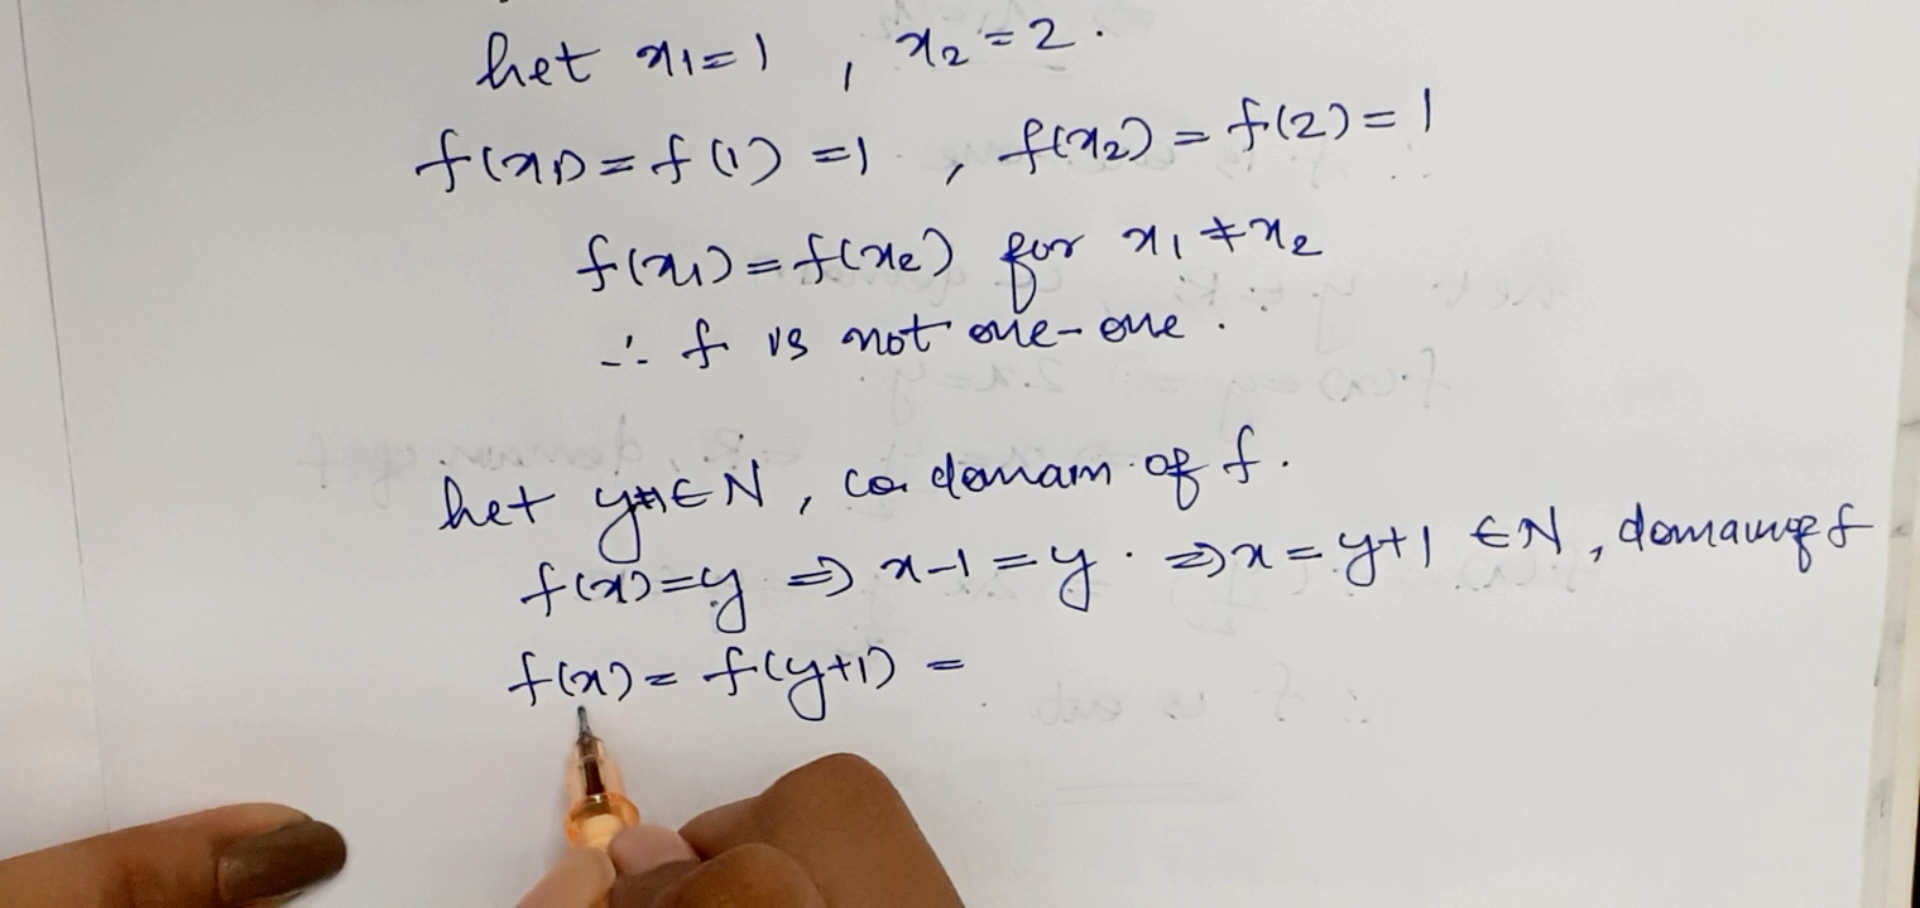 Let x₁=1 , x₂=2.
f(x₁)=f(1)=1 , f(x₂)=f(2)=1
f(x₁)=f(x₂) for x₁≠x₂
∴ f is not one-one.
Let y∈N, co domain of f.
f(x)=y ⇒ x-1=y. ⇒x=y+1 ∈N, domain of f
f(x)=f(y+1)=